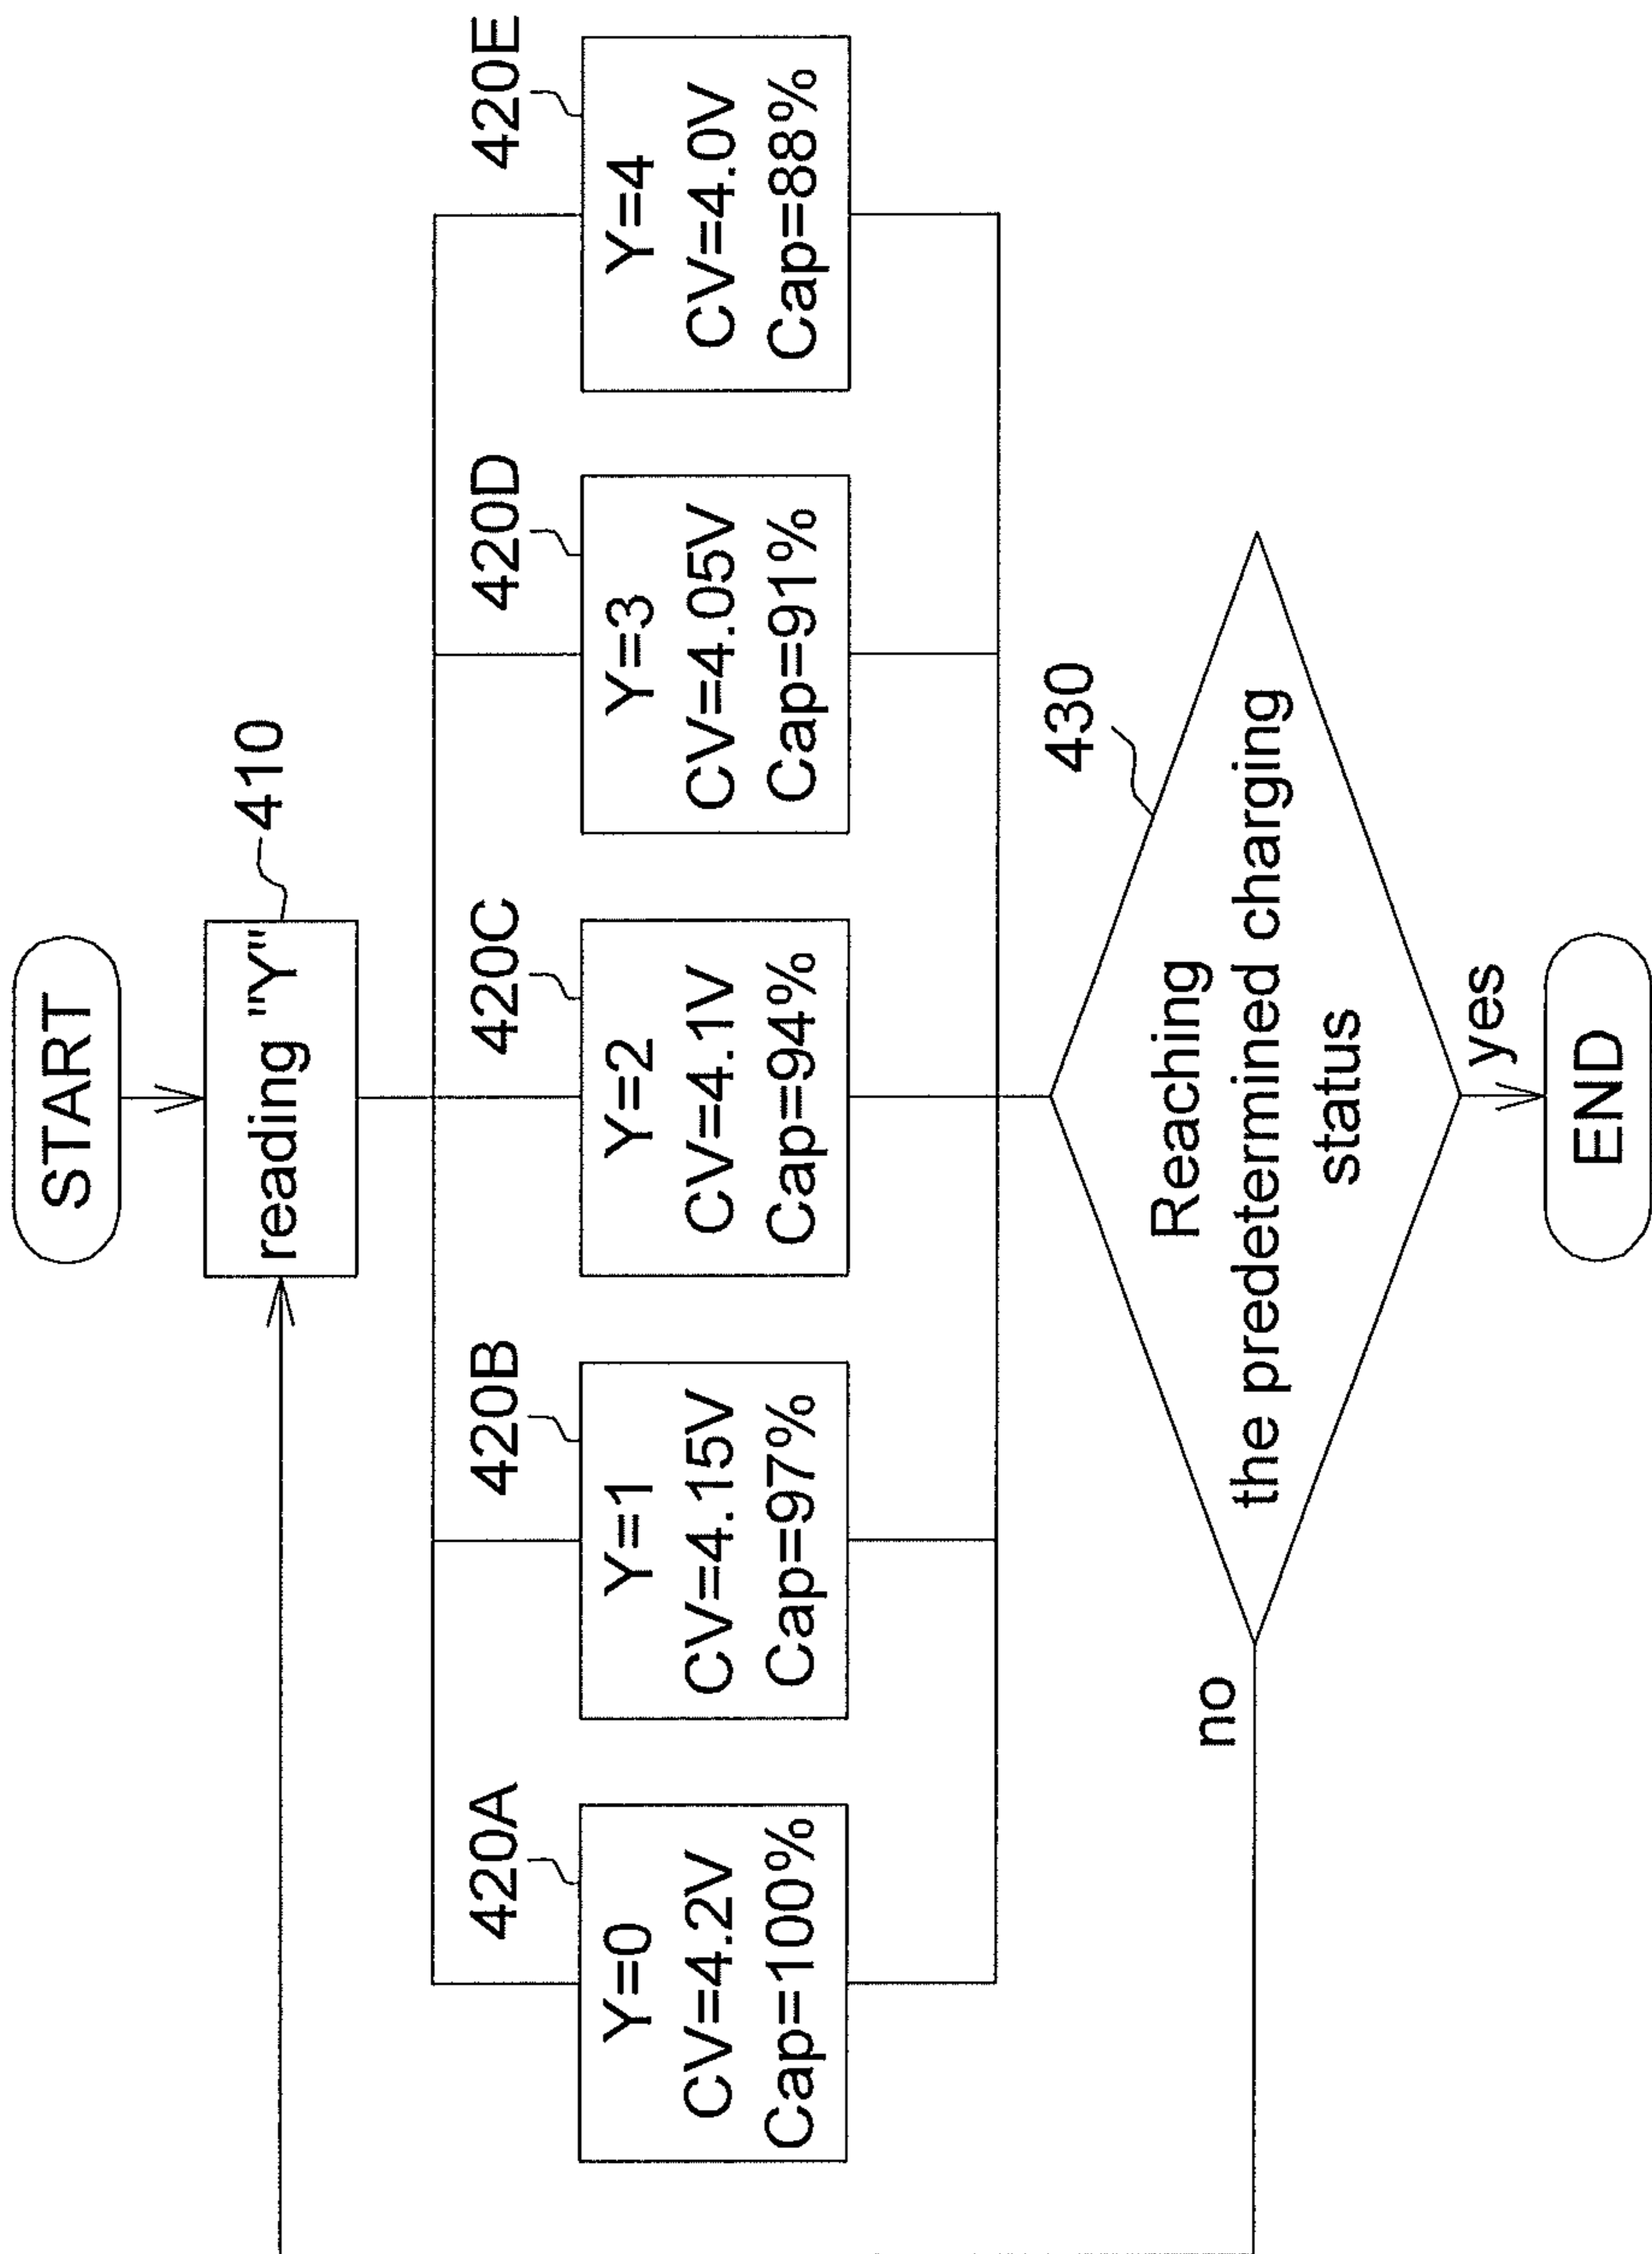 START
reading "Y"
410
420A
Y=0
CV=4.2V
Cap=100%
420B
Y=1
CV=4.15V
Cap=97%
420C
Y=2
CV=4.1V
Cap=94%
420D
Y=3
CV=4.05V
Cap=91%
420E
Y=4
CV=4.0V
Cap=88%
430
Reaching
the predetermined charging
status
no
yes
END